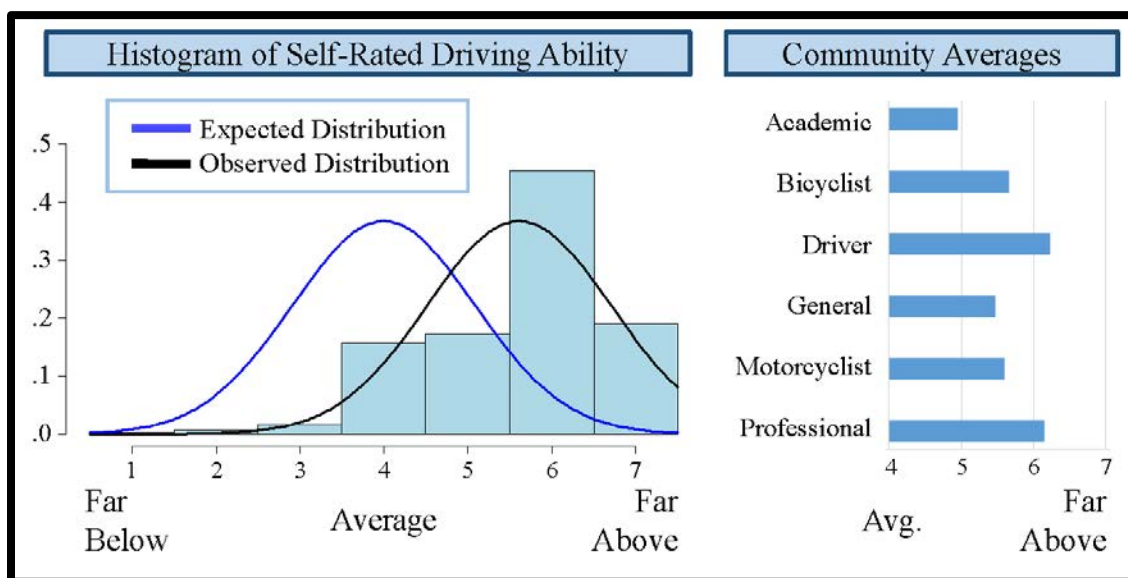 Histogram of Self-Rated Driving Ability
Expected Distribution
Observed Distribution
.5
.4
.3
.2
.1
.0
1 2 3 4 5 6 7
Far Below
Average
Far Above
Community Averages
Academic
Bicyclist
Driver
General
Motorcyclist
Professional
4 5 6 7
Avg.
Far Above